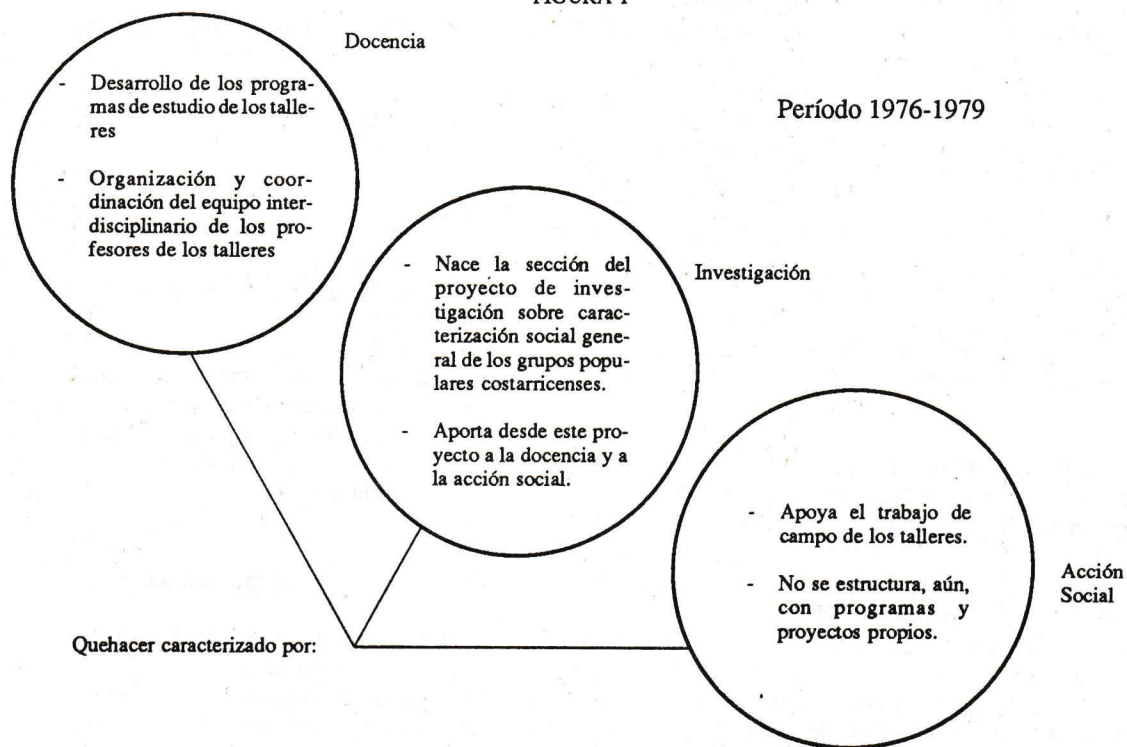 FIGURA 1
Docencia
- Desarrollo de los progra-
mas de estudio de los talle-
res
- Organización y coor-
dinación del equipo inter-
disciplinario de los pro-
fesores de los talleres
Período 1976-1979
- Nace la sección del
proyecto de inves-
tigación sobre carac-
terización social gene-
ral de los grupos popu-
lares costarricenses.
- Aporta desde este pro-
yecto a la docencia y a
la acción social.
Investigación
- Apoya el trabajo de
campo de los talleres.
- No se estructura, aún,
con programas y
proyectos propios.
Acción
Social
Quehacer caracterizado por: